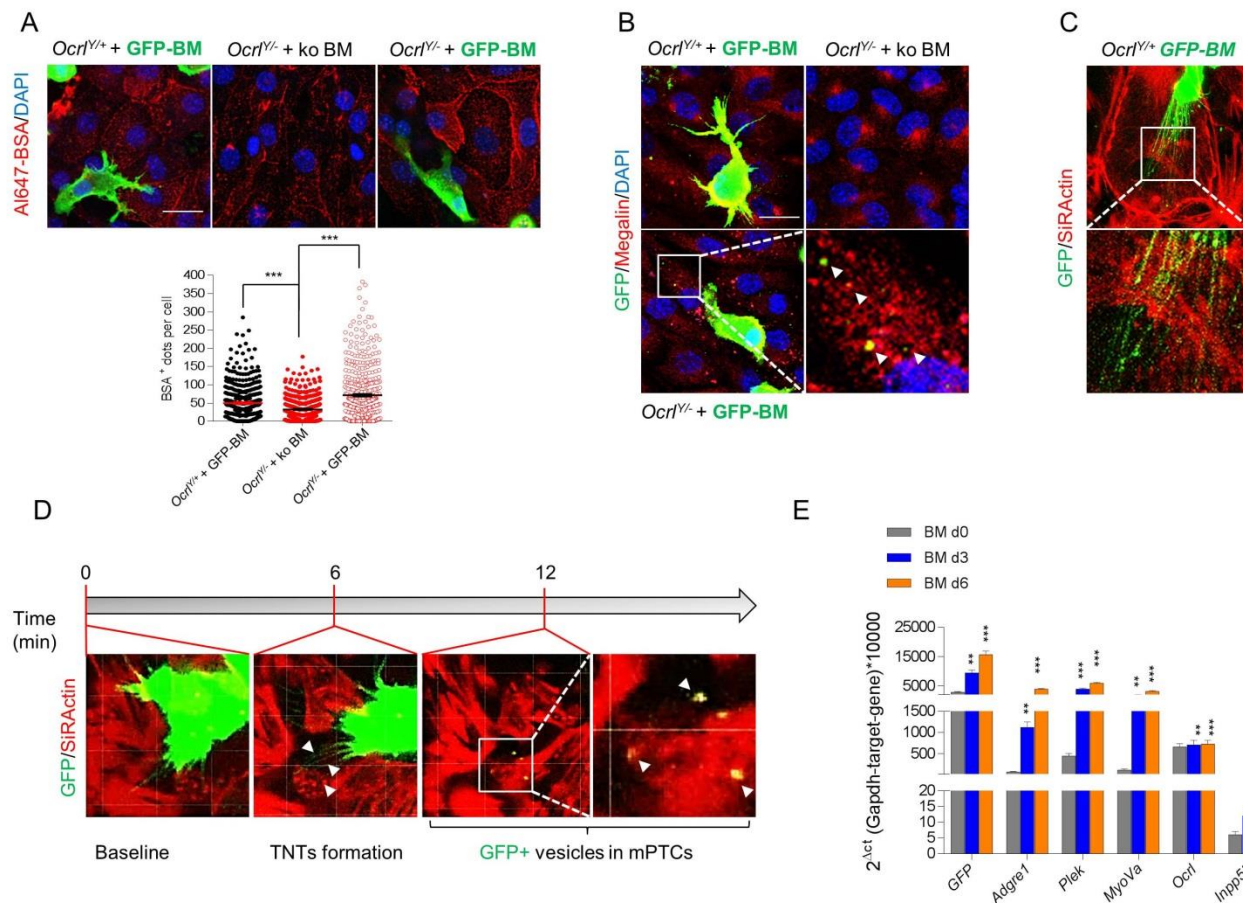 A
Ocrl^Y/+ + GFP-BM
Ocrl^Y/- + ko BM
Ocrl^Y/- + GFP-BM
Al647-BSA/DAPI
***
***
BSA + dots per cell
400
350
300
250
200
150
100
50
0
Ocrl^Y/+ + GFP-BM
Ocrl^Y/- + ko BM
Ocrl^Y/- + GFP-BM
B
Ocrl^Y/+ + GFP-BM
Ocrl^Y/- + ko BM
GFP/Megalin/DAPI
Ocrl^Y/- + GFP-BM
C
Ocrl^Y/+ GFP-BM
GFP/SiRActin
D
0
6
12
Time
(min)
GFP/SiRActin
Baseline
TNTs formation
GFP+ vesicles in mPTCs
E
BM d0
BM d3
BM d6
2^Δct (Gapdh-target-gene)*10000
25000
15000
5000
1500
1000
500
20
15
10
5
0
**
***
**
***
***
***
**
***
**
***
GFP
Adgre1
Plek
MyoVa
Ocrl
Inpp5